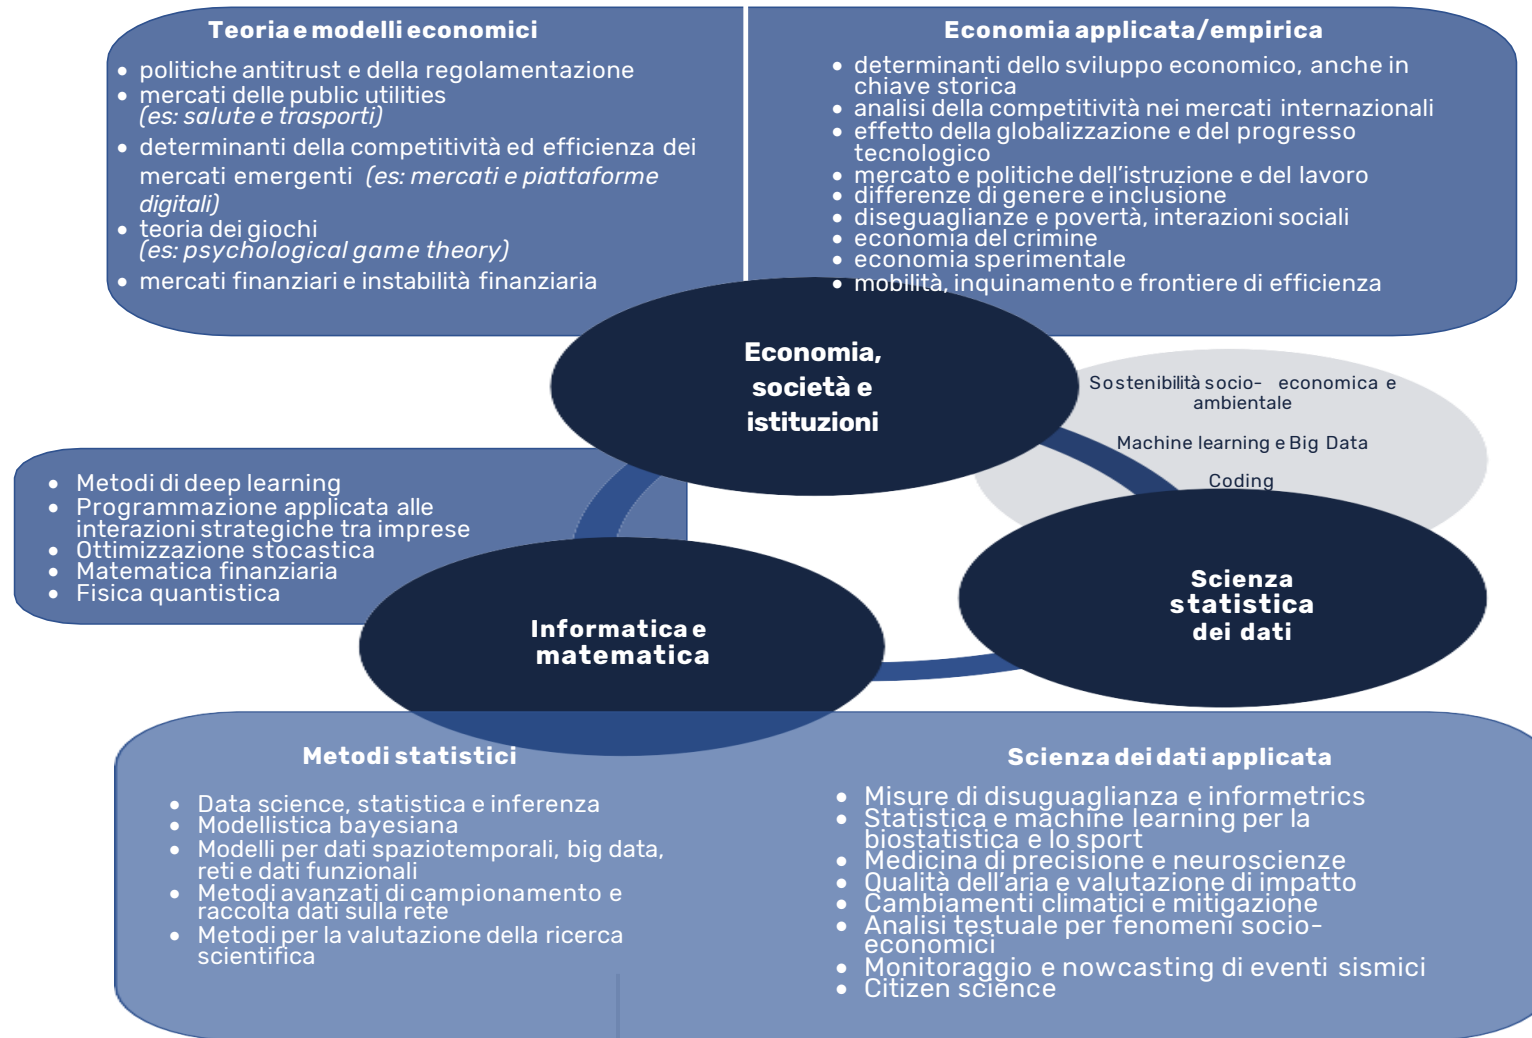 Teoria e modelli economici
• politiche antitrust e della regolamentazione
• mercati delle public utilities
(es: salute e trasporti)
• determinanti della competitività ed efficienza dei
mercati emergenti (es: mercati e piattaforme
digitali)
• teoria dei giochi
(es: psychological game theory)
• mercati finanziari e instabilità finanziaria
Economia applicata/empirica
• determinanti dello sviluppo economico, anche in
chiave storica
• analisi della competitività nei mercati internazionali
• effetto della globalizzazione e del progresso
tecnologico
• mercato e politiche dell’istruzione e del lavoro
• differenze di genere e inclusione
• diseguaglianze e povertà, interazioni sociali
• economia del crimine
• economia sperimentale
• mobilità, inquinamento e frontiere di efficienza
Economia,
società e
istituzioni
Sostenibilità socio- economica e
ambientale
Machine learning e Big Data
Coding
• Metodi di deep learning
• Programmazione applicata alle
interazioni strategiche tra imprese
• Ottimizzazione stocastica
• Matematica finanziaria
• Fisica quantistica
Informatica e
matematica
Scienza
statistica
dei dati
Metodi statistici
• Data science, statistica e inferenza
• Modellistica bayesiana
• Modelli per dati spaziotemporali, big data,
reti e dati funzionali
• Metodi avanzati di campionamento e
raccolta dati sulla rete
• Metodi per la valutazione della ricerca
scientifica
Scienza dei dati applicata
• Misure di disuguaglianza e informetrics
• Statistica e machine learning per la
biostatistica e lo sport
• Medicina di precisione e neuroscienze
• Qualità dell’aria e valutazione di impatto
• Cambiamenti climatici e mitigazione
• Analisi testuale per fenomeni socio-
economici
• Monitoraggio e nowcasting di eventi sismici
• Citizen science